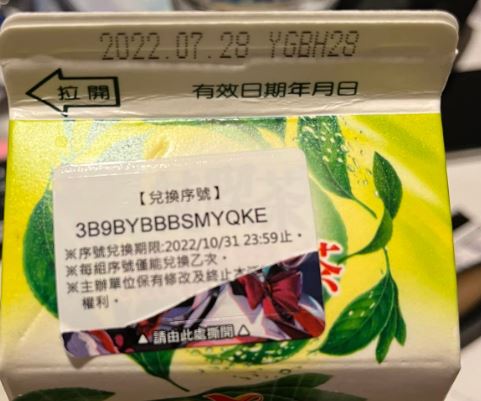 2022.07.28 YGBH28
拉開
有效日期年月日
【兌換序號】
3B9BYBBBSMYQKE
※序號兌換期限:2022/10/31 23:59止。
※每組序號僅能兌換乙次。
※主辦單位保有修改及終止本
權利。
△請由此處撕開△